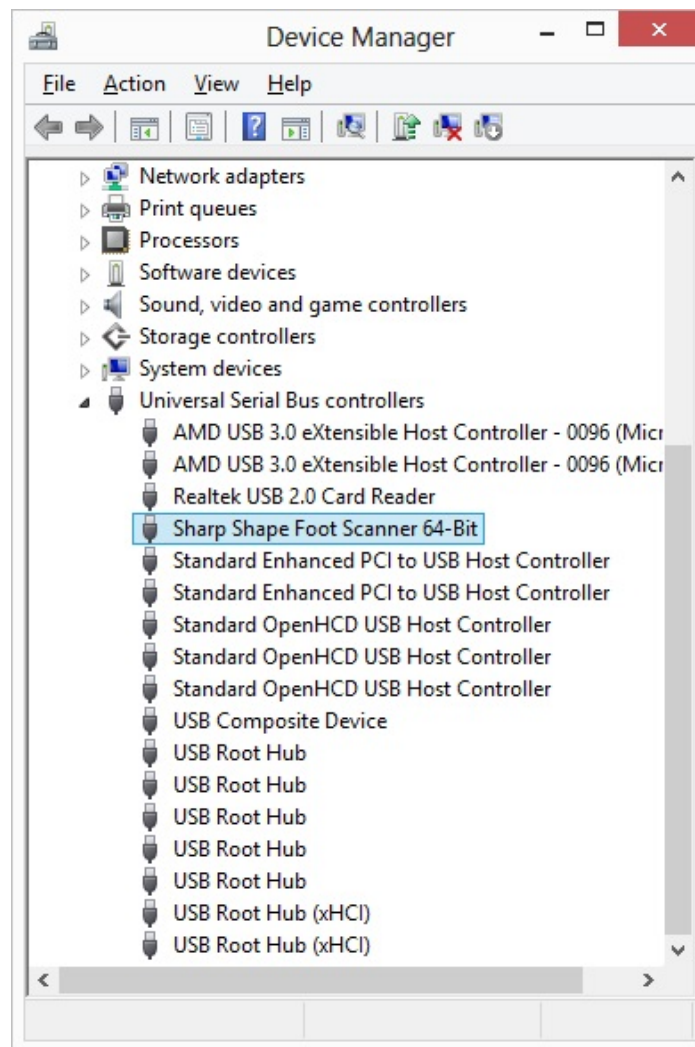 Device Manager
File Action View Help
Network adapters
Print queues
Processors
Software devices
Sound, video and game controllers
Storage controllers
System devices
Universal Serial Bus controllers
AMD USB 3.0 eXtensible Host Controller - 0096 (Micr
AMD USB 3.0 eXtensible Host Controller - 0096 (Micr
Realtek USB 2.0 Card Reader
Sharp Shape Foot Scanner 64-Bit
Standard Enhanced PCI to USB Host Controller
Standard Enhanced PCI to USB Host Controller
Standard OpenHCD USB Host Controller
Standard OpenHCD USB Host Controller
Standard OpenHCD USB Host Controller
USB Composite Device
USB Root Hub
USB Root Hub
USB Root Hub
USB Root Hub
USB Root Hub
USB Root Hub (xHCI)
USB Root Hub (xHCI)